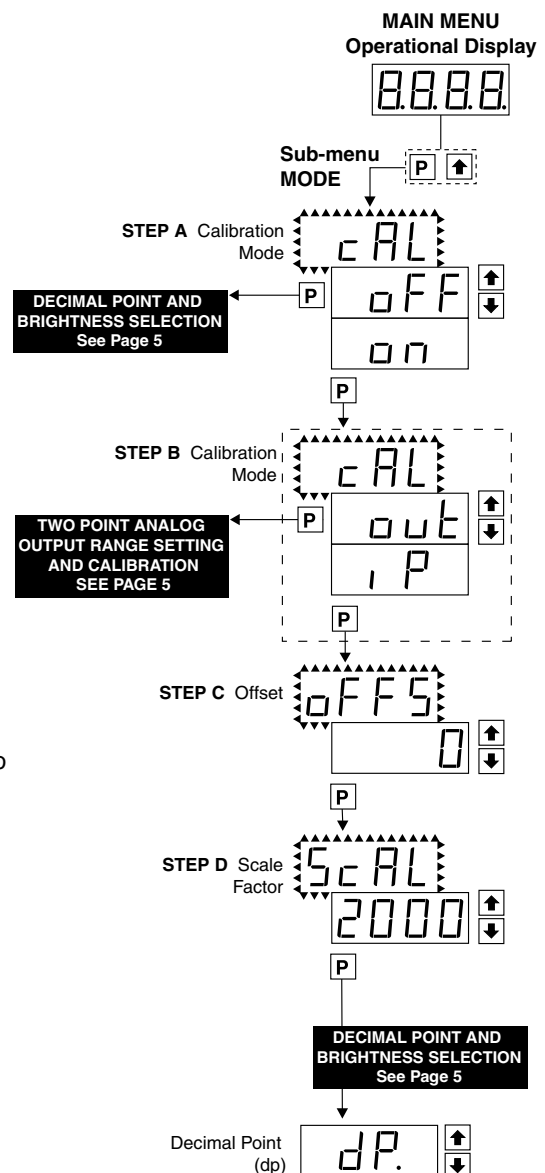 MAIN MENU
Operational Display
8.8.8.8.
Sub-menu
MODE
P
STEP A Calibration
Mode
cAL
P
oFF
on
DECIMAL POINT AND
BRIGHTNESS SELECTION
See Page 5
P
STEP B Calibration
Mode
cAL
P
out
iP
TWO POINT ANALOG
OUTPUT RANGE SETTING
AND CALIBRATION
SEE PAGE 5
P
STEP C Offset
oFFS
0
P
STEP D Scale
Factor
ScAL
2000
P
DECIMAL POINT AND
BRIGHTNESS SELECTION
See Page 5
Decimal Point
(dp)
dP.